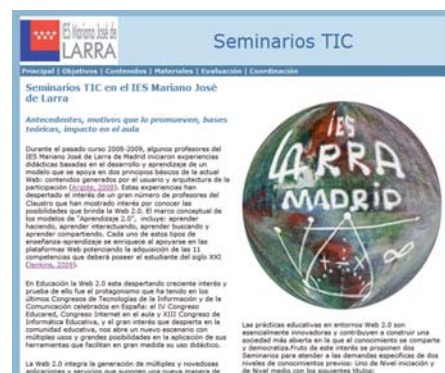 IES Mariano José de
LARRA
Seminarios TIC
Principal | Objetivos | Contenidos | Materiales | Evaluación | Coordinación
Seminarios TIC en el IES Mariano José
de Larra
Antecedentes, motivos que lo promueven, bases
teóricas, impacto en el aula
Durante el pasado curso 2008-2009, algunos profesores del
IES Mariano José de Larra de Madrid iniciaron experiencias
didácticas basadas en el desarrollo y aprendizaje de un
modelo que se apoya en dos principios básicos de la actual
Web: contenidos generados por el usuario y arquitectura de la
participación (Argote, 2008). Estas experiencias han
despertado el interés de un gran número de profesores del
Claustro que han mostrado interés por conocer las
posibilidades que brinda la Web 2.0. El marco conceptual de
los modelos de "Aprendizaje 2.0", incluye: aprender
haciendo, aprender interactuando, aprender buscando y
aprender compartiendo. Cada uno de estos tipos de
enseñanza-aprendizaje se enriquece al apoyarse en las
plataformas Web potenciando la adquisición de las 11
competencias que deberá poseer el estudiante del siglo XXI
(Jenkins, 2009).
En Educación la Web 2.0 esta despertando creciente interés y
prueba de ello fue el protagonismo que ha tenido en los
últimos Congresos de Tecnologías de la Información y de la
Comunicación celebrados en España: el IV Congreso
Educared, Congreso Internet en el aula y XIII Congreso de
Informática Educativa, y el gran interés que despierta en la
comunidad educativa, nos abre un nuevo escenario con
múltiples usos y grandes posibilidades en la aplicación de sus
herramientas que facilitan en gran medida su uso didáctico.
La Web 2.0 integra la generación de múltiples y novedosas
aplicaciones y servicios que suponen una nueva manera de
IES
LARRA
MADRID
Las prácticas educativas en entornos Web 2.0 son
esencialmente innovadoras y contribuyen a construir una
sociedad más abierta en la que el conocimiento se comparte
y democratiza.Fruto de este interés se proponen dos
Seminarios para atender a las demandas especificas de dos
niveles de conocimientos previos: Uno de Nivel iniciación y
de Nivel medio con los siguientes títulos: